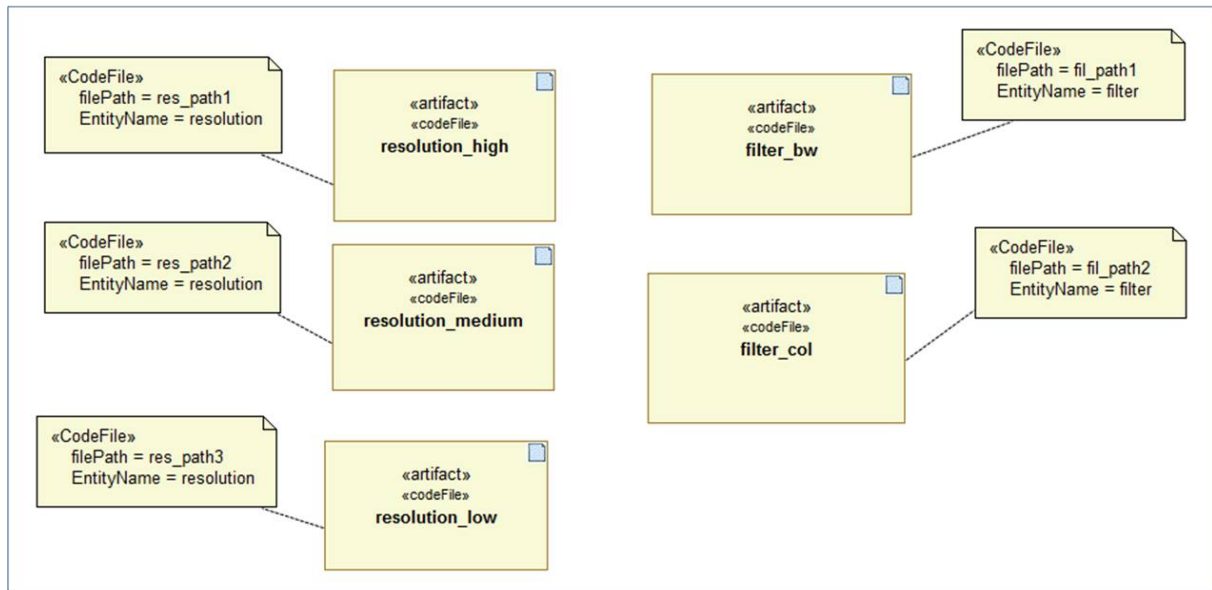 «CodeFile»
filePath = res_path1
EntityName = resolution
«artifact»
«codeFile»
resolution_high
«CodeFile»
filePath = res_path2
EntityName = resolution
«artifact»
«codeFile»
resolution_medium
«CodeFile»
filePath = res_path3
EntityName = resolution
«artifact»
«codeFile»
resolution_low
«artifact»
«codeFile»
filter_bw
«CodeFile»
filePath = fil_path1
EntityName = filter
«artifact»
«codeFile»
filter_col
«CodeFile»
filePath = fil_path2
EntityName = filter